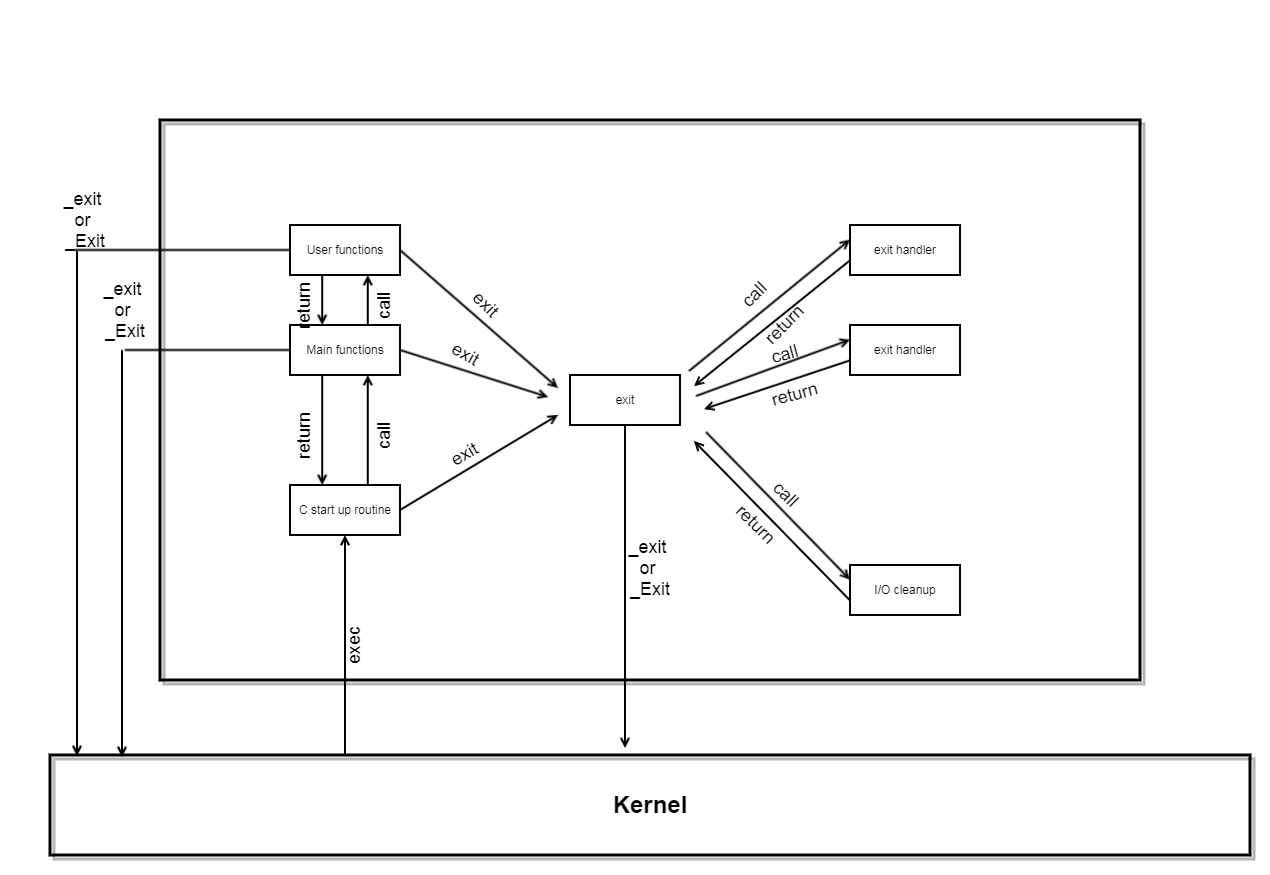 _exit
or
_Exit
User functions
exit handler
_exit
or
_Exit
return
call
exit
call
return
Main functions
exit
call
exit handler
return
exit
return
call
exit
C start up routine
call
return
_exit
or
_Exit
I/O cleanup
exec
Kernel